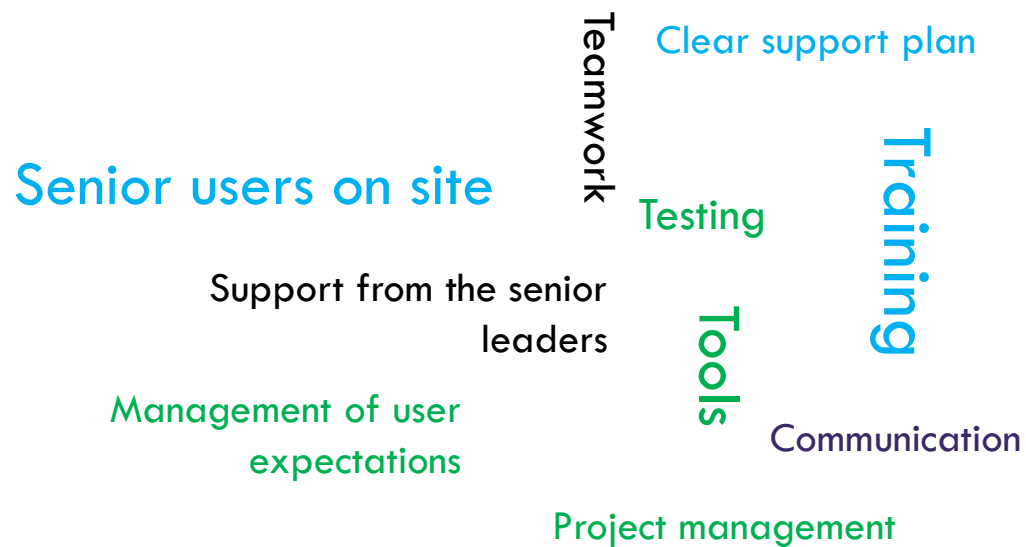 Teamwork
Clear support plan
Senior users on site
Training
Testing
Support from the senior
leaders
Tools
Management of user
expectations
Communication
Project management